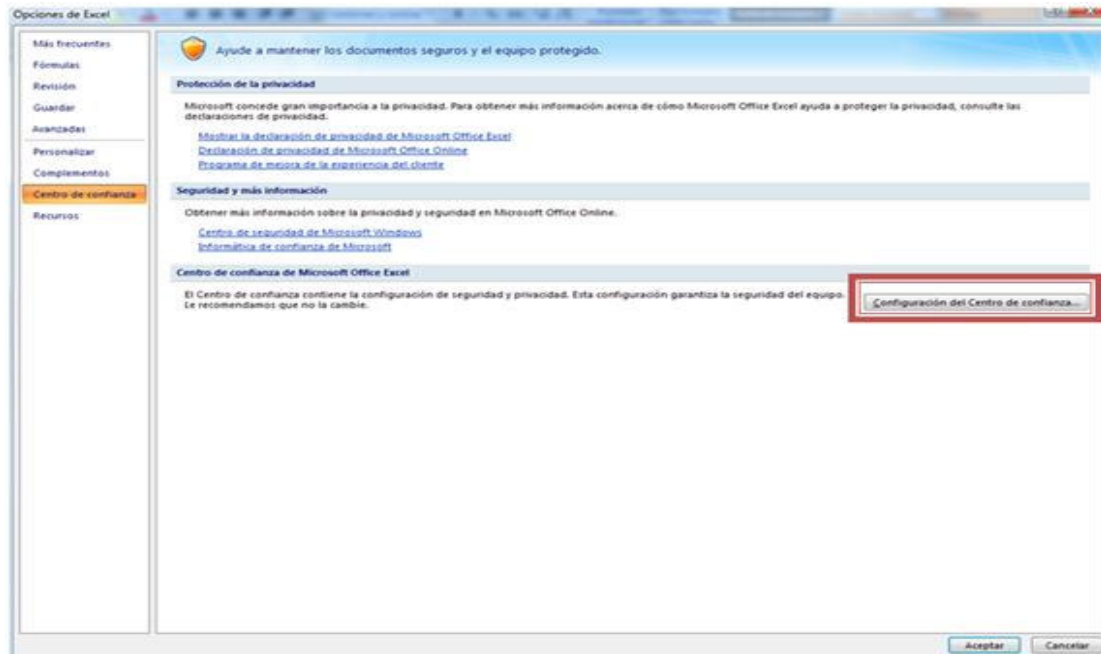 Opciones de Excel
Más frecuentes
Fórmulas
Revisión
Guardar
Avanzadas
Personalizar
Complementos
Centro de confianza
Recursos
Ayude a mantener los documentos seguros y el equipo protegido.
Protección de la privacidad
Microsoft concede gran importancia a la privacidad. Para obtener más información acerca de cómo Microsoft Office Excel ayuda a proteger la privacidad, consulte las
declaraciones de privacidad.
Mostrar la declaración de privacidad de Microsoft Office Excel
Declaración de privacidad de Microsoft Office Online
Programa de mejora de la experiencia del cliente
Seguridad y más información
Obtener más información sobre la privacidad y seguridad en Microsoft Office Online.
Centro de seguridad de Microsoft Windows
Informática de confianza de Microsoft
Centro de confianza de Microsoft Office Excel
El Centro de confianza contiene la configuración de seguridad y privacidad. Esta configuración garantiza la seguridad del equipo.
Le recomendamos que no la cambie.
Configuración del Centro de confianza...
Aceptar
Cancelar